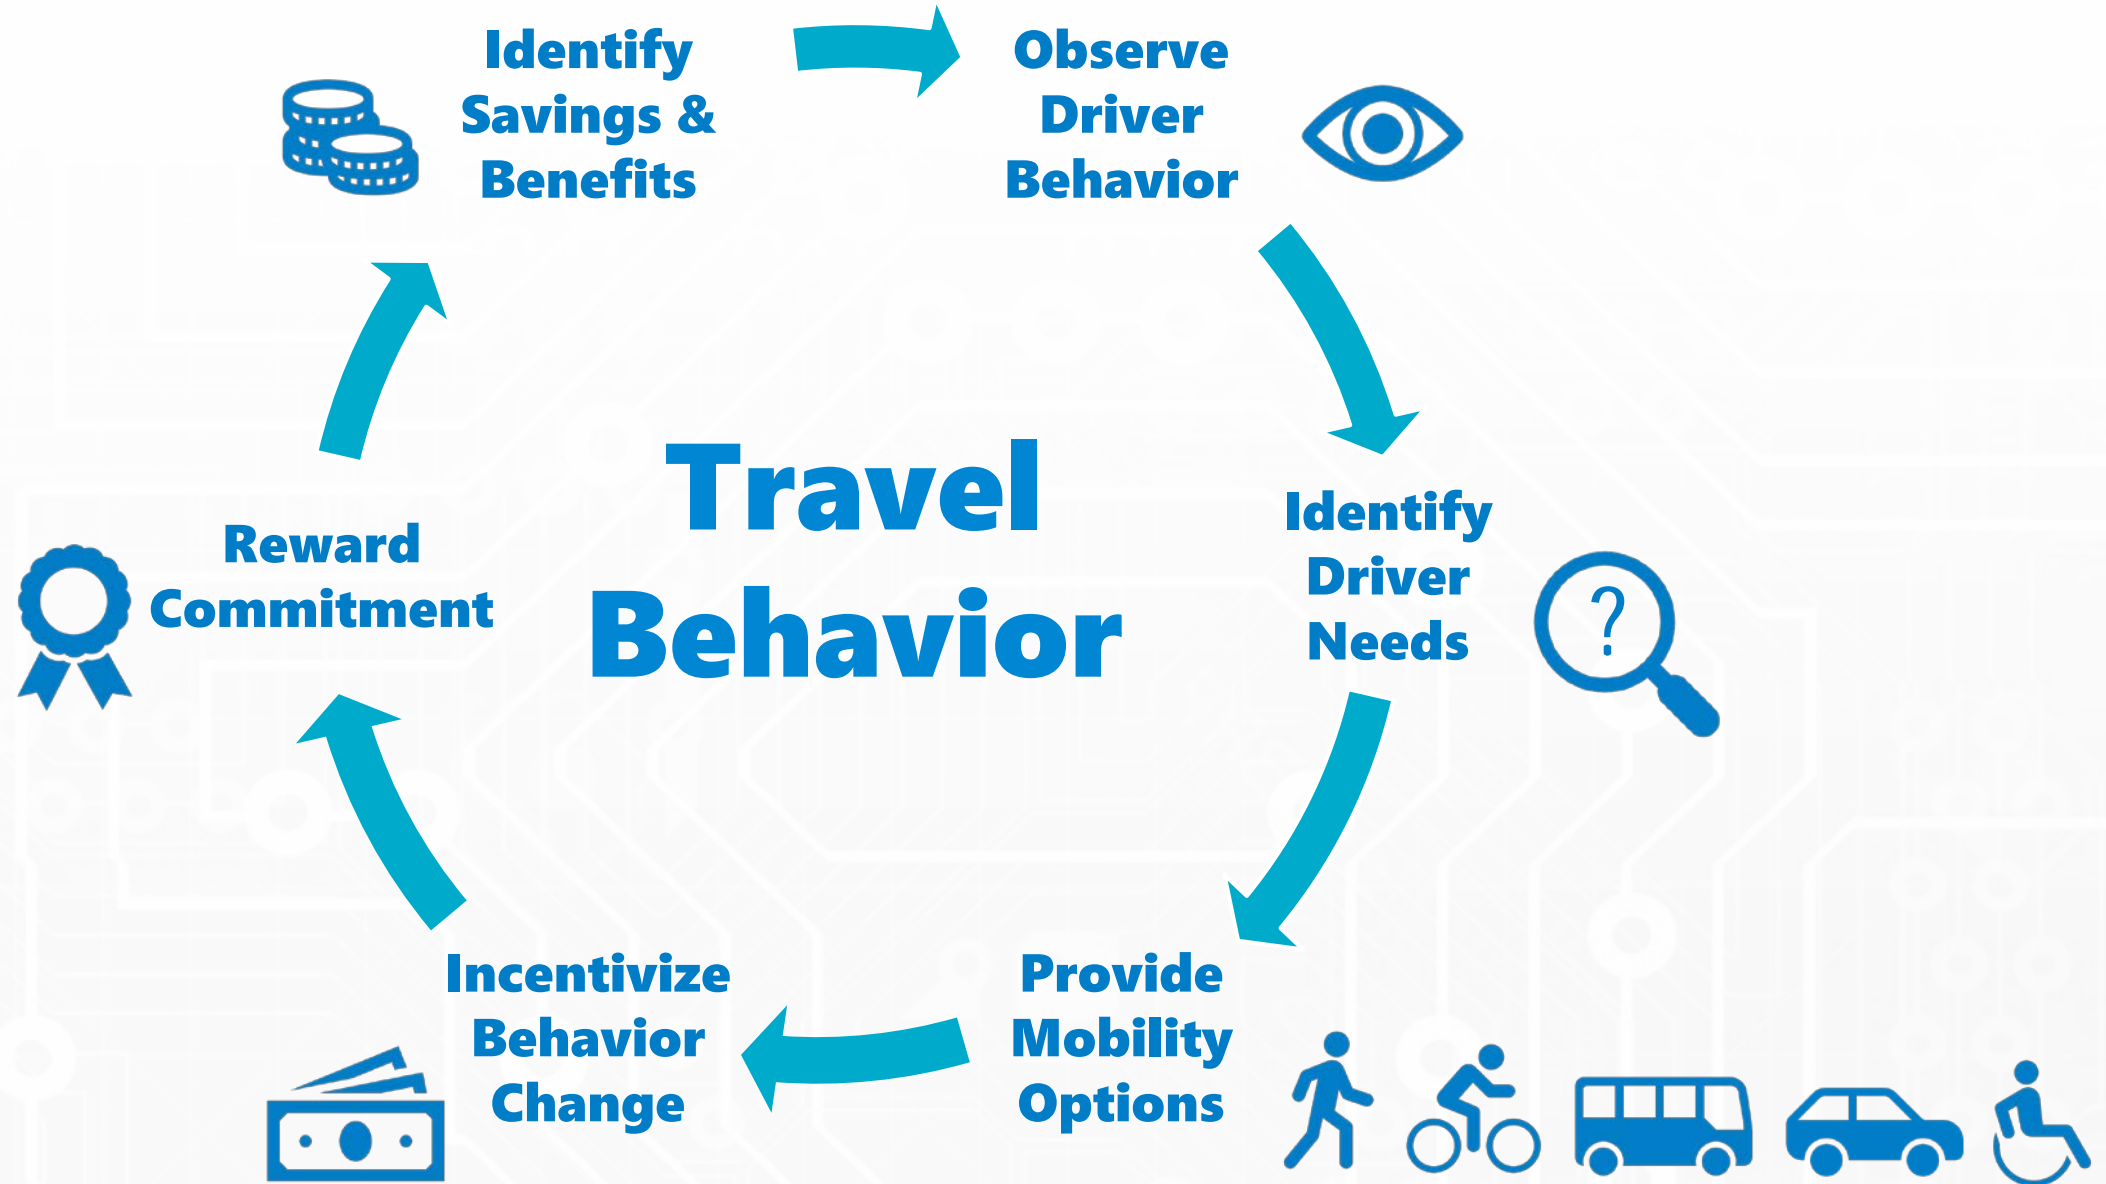 Identify
Savings &
Benefits
Observe
Driver
Behavior
Identify
Driver
Needs
?
Provide
Mobility
Options
Incentivize
Behavior
Change
Reward
Commitment
Travel
Behavior